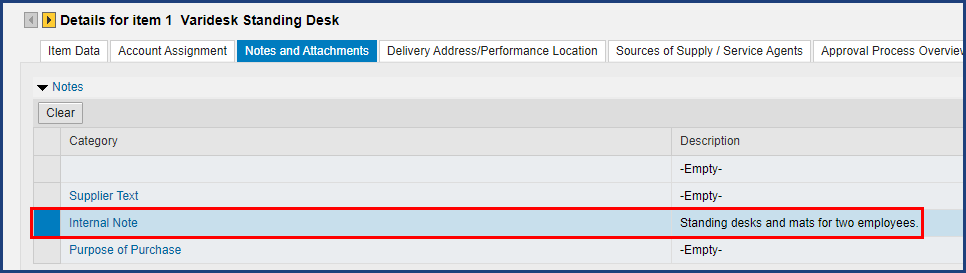 Details for item 1 Varidesk Standing Desk
Item Data Account Assignment Notes and Attachments Delivery Address/Performance Location Sources of Supply / Service Agents Approval Process Overview
Notes
Clear
Category Description
-Empty-
Supplier Text -Empty-
Internal Note Standing desks and mats for two employees.
Purpose of Purchase -Empty-